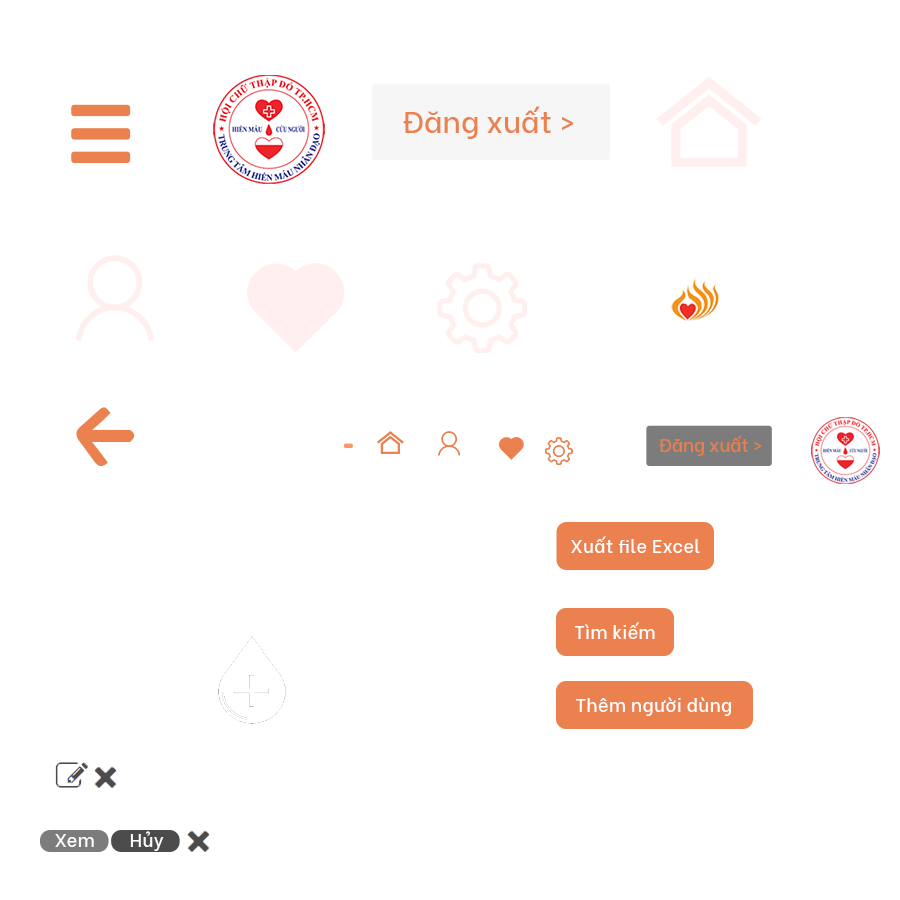 HỘI CHỮ THẬP ĐỎ TP.HCM
HIẾN MÁU CỨU NGƯỜI
TRUNG TÂM HIẾN MÁU NHÂN ĐẠO
Đăng xuất >
Đăng xuất >
HỘI CHỮ THẬP ĐỎ TP.HCM
HIẾN MÁU CỨU NGƯỜI
TRUNG TÂM HIẾN MÁU NHÂN ĐẠO
Xuất file Excel
Tìm kiếm
Thêm người dùng
Xem Hủy